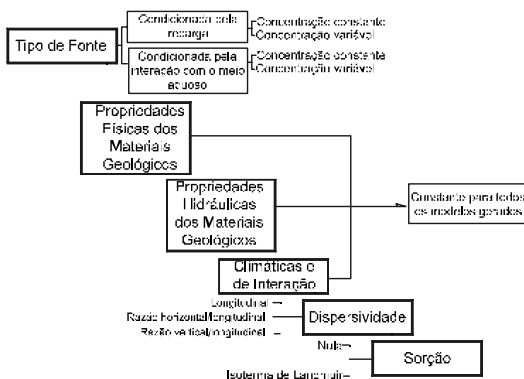 Tipo de Fonte
Condicionada pela
recarga
Concentração constante
Concentração variável
Condicionada pela
interação com o meio
aquoso
Concentração constante
Concentração variável
Propriedades
Físicas dos
Materiais
Geológicos
Propriedades
Hidráulicas
dos Materiais
Geológicos
Constante para todos
os modelos gerados
Climáticas e
de Interação
Longitudinal
Razão horizontal/longitudinal
Razão vertical/longitudinal
Dispersividade
Nula
Isoterma de Langmuir
Sorção